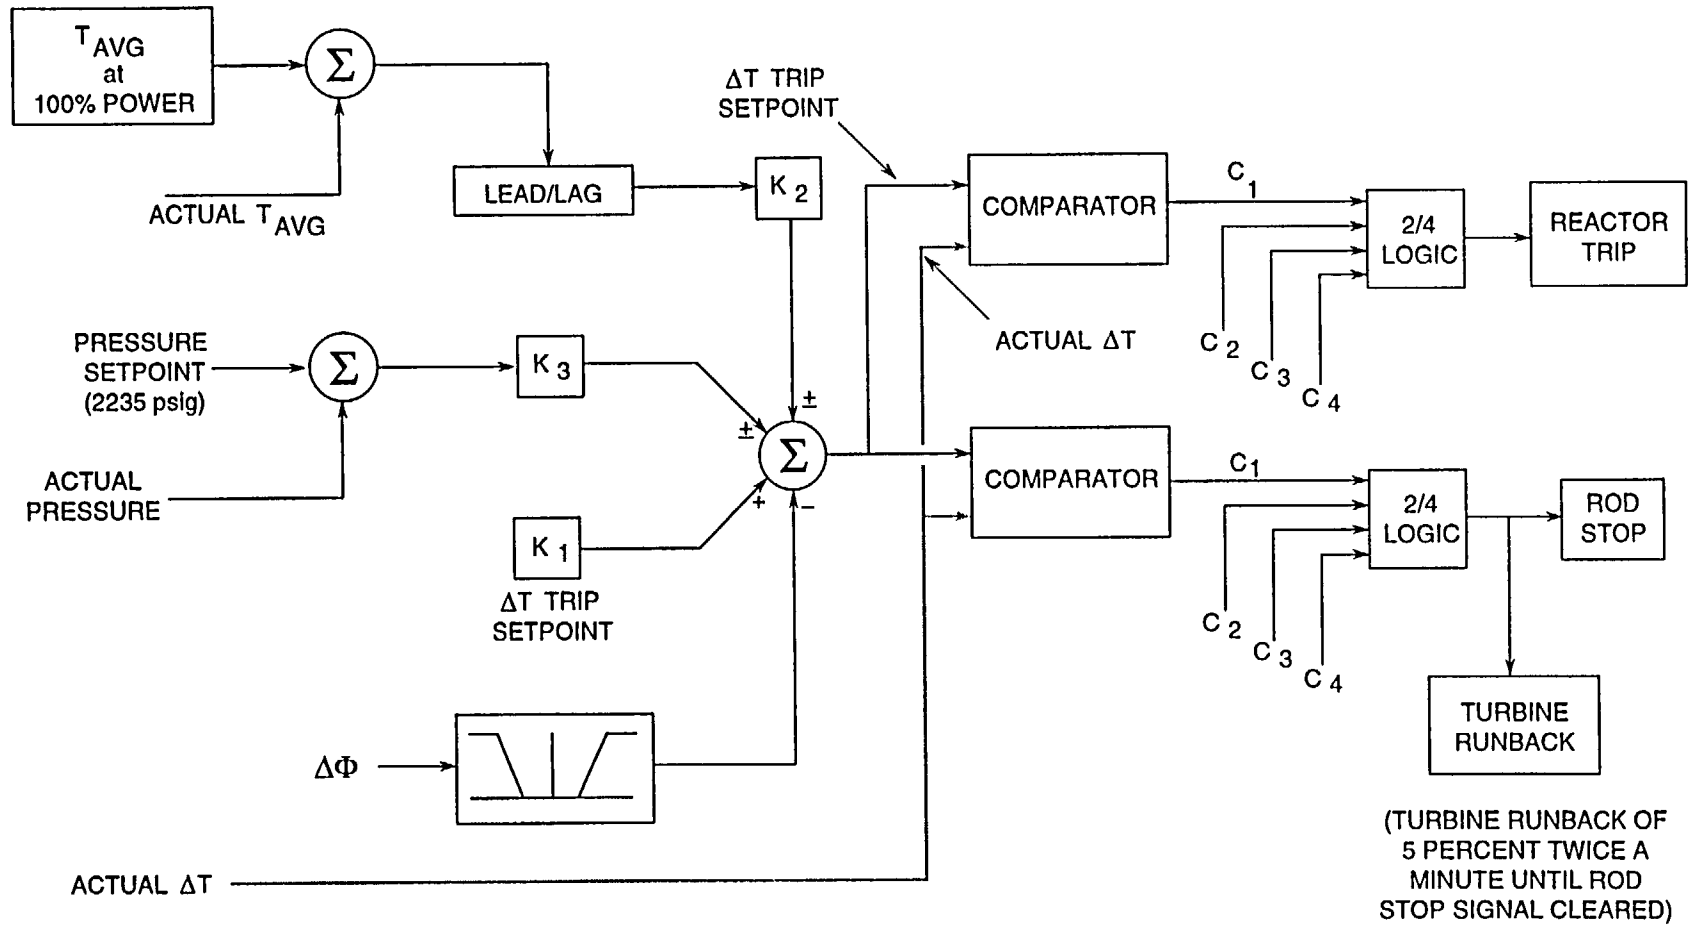 T AVG
at
100% POWER
Σ
ACTUAL T AVG
LEAD/LAG
K 2
ΔT TRIP
SETPOINT
COMPARATOR
C 1
C 2
C 3
C 4
2/4
LOGIC
REACTOR
TRIP
ACTUAL ΔT
PRESSURE
SETPOINT
(2235 psig)
Σ
K 3
ACTUAL
PRESSURE
±
±
Σ
+
-
K 1
ΔT TRIP
SETPOINT
COMPARATOR
C1
C 2
C 3
C 4
2/4
LOGIC
ROD
STOP
TURBINE
RUNBACK
(TURBINE RUNBACK OF
5 PERCENT TWICE A
MINUTE UNTIL ROD
STOP SIGNAL CLEARED)
ΔΦ
ACTUAL ΔT